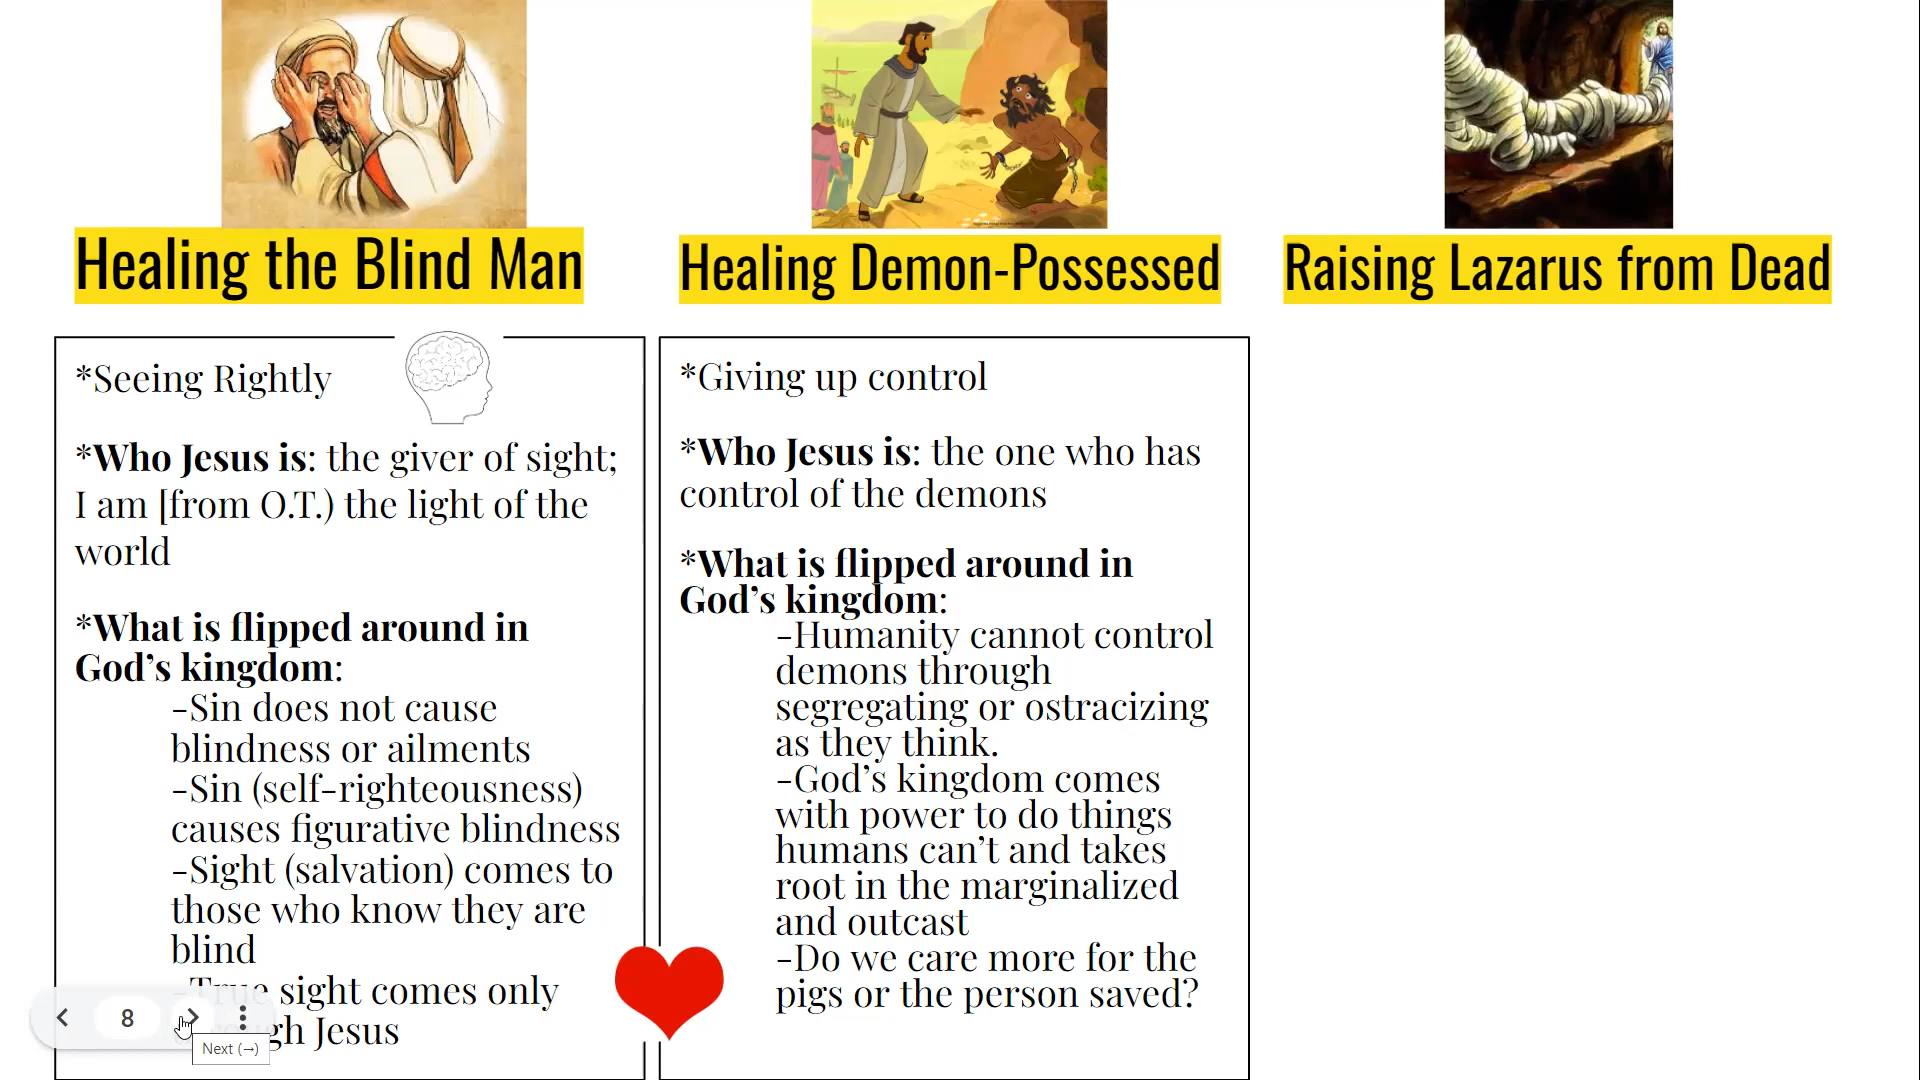 Healing the Blind Man
Healing Demon-Possessed
Raising Lazarus from Dead
*Seeing Rightly
*Who Jesus is: the giver of sight;
I am [from O.T.) the light of the
world
*What is flipped around in
God’s kingdom:
-Sin does not cause
blindness or ailments
-Sin (self-righteousness)
causes figurative blindness
-Sight (salvation) comes to
those who know they are
blind
-True sight comes only
gh Jesus
*Giving up control
*Who Jesus is: the one who has
control of the demons
*What is flipped around in
God’s kingdom:
-Humanity cannot control
demons through
segregating or ostracizing
as they think.
-God’s kingdom comes
with power to do things
humans can’t and takes
root in the marginalized
and outcast
-Do we care more for the
pigs or the person saved?
8
Next (→)